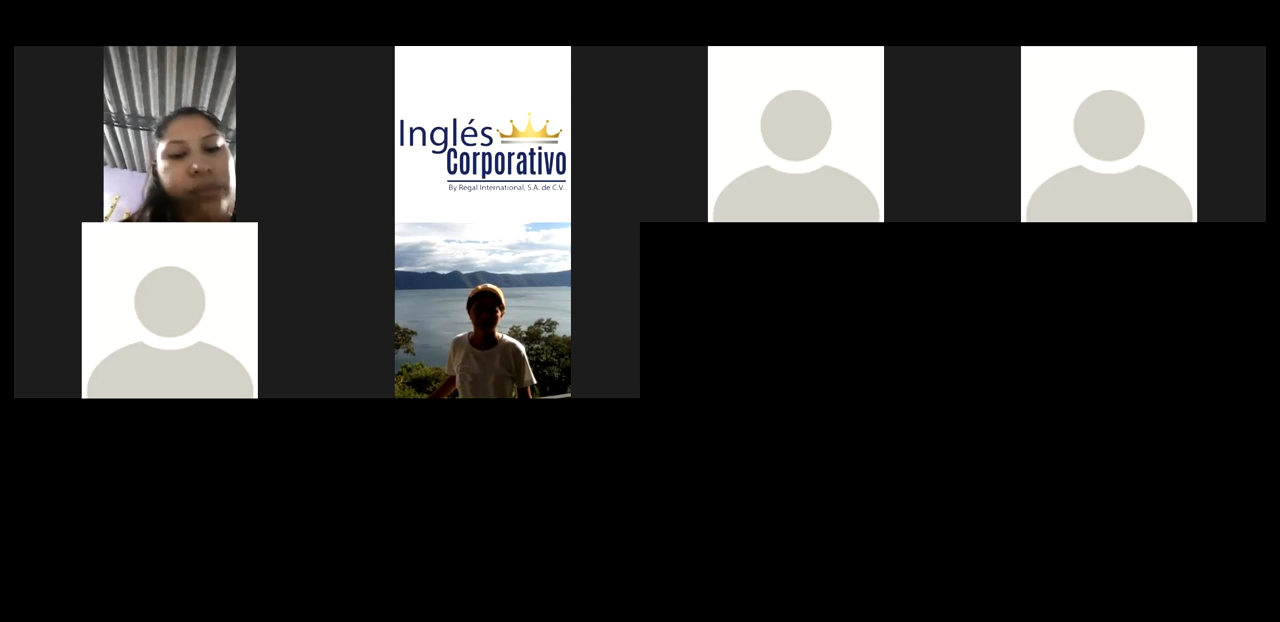 Inglés
Corporativo
By Regal International, S.A. de C.V.